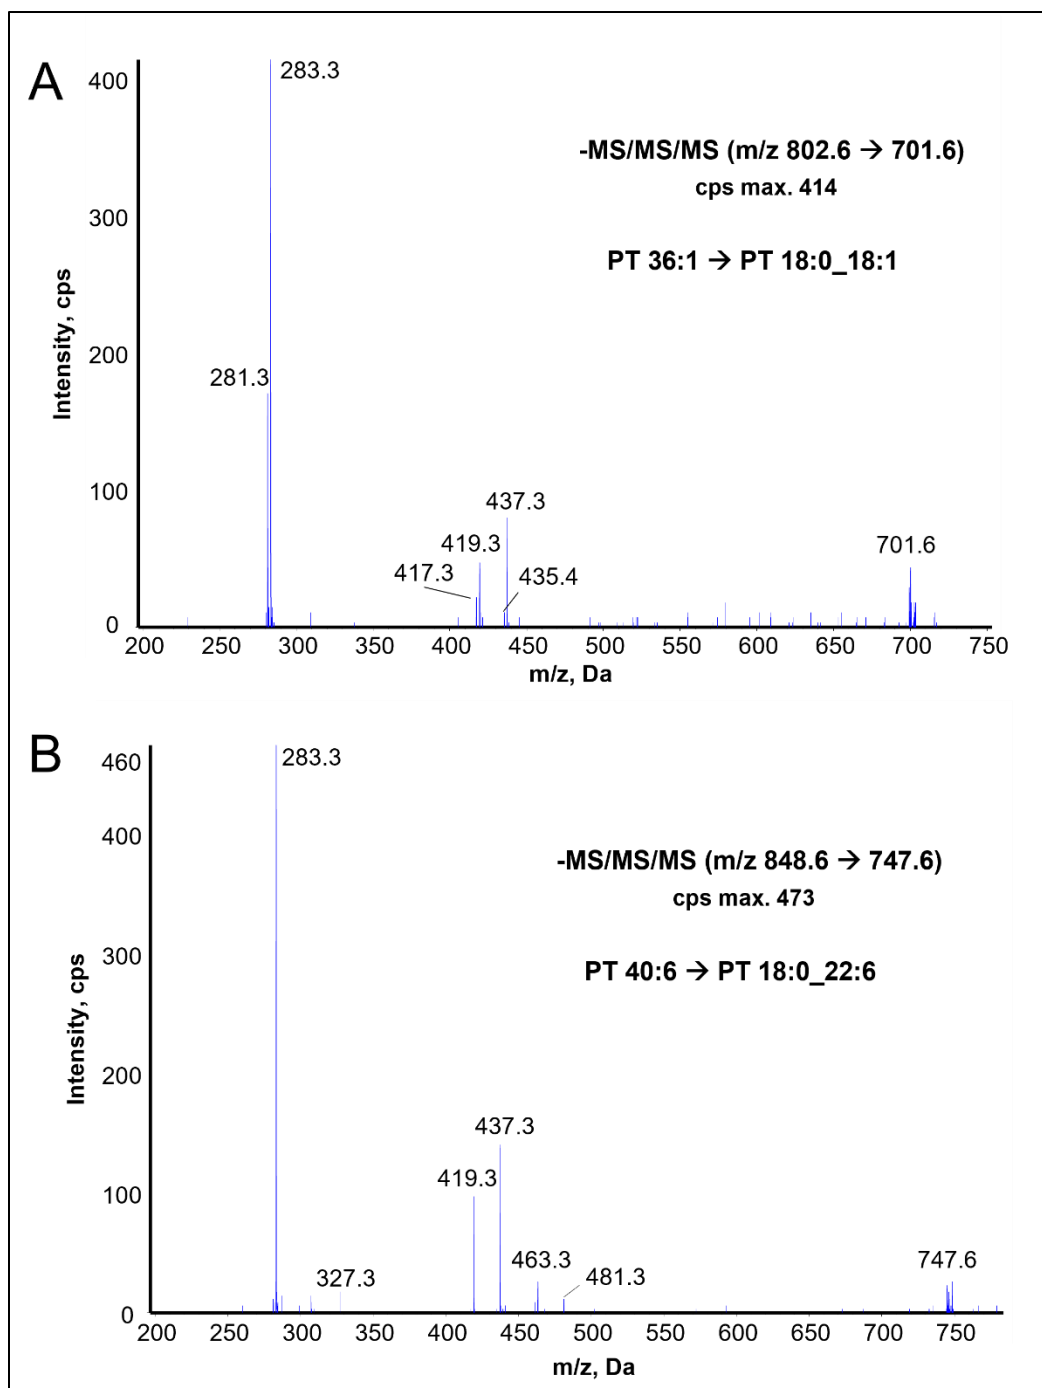 A
400
300
200
100
0
Intensity, cps
283.3
281.3
417.3
419.3
437.3
435.4
701.6
-MS/MS/MS (m/z 802.6 → 701.6)
cps max. 414
PT 36:1 → PT 18:0_18:1
200 250 300 350 400 450 500 550 600 650 700 750
m/z, Da
B
460
400
300
200
100
0
Intensity, cps
283.3
327.3
419.3
437.3
463.3
481.3
747.6
-MS/MS/MS (m/z 848.6 → 747.6)
cps max. 473
PT 40:6 → PT 18:0_22:6
200 250 300 350 400 450 500 550 600 650 700 750
m/z, Da